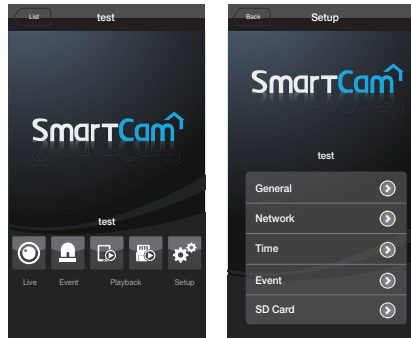 List test
SMARTCAM
test
Live Event Playback Setup
Back Setup
SMARTCAM
test
General
Network
Time
Event
SD Card